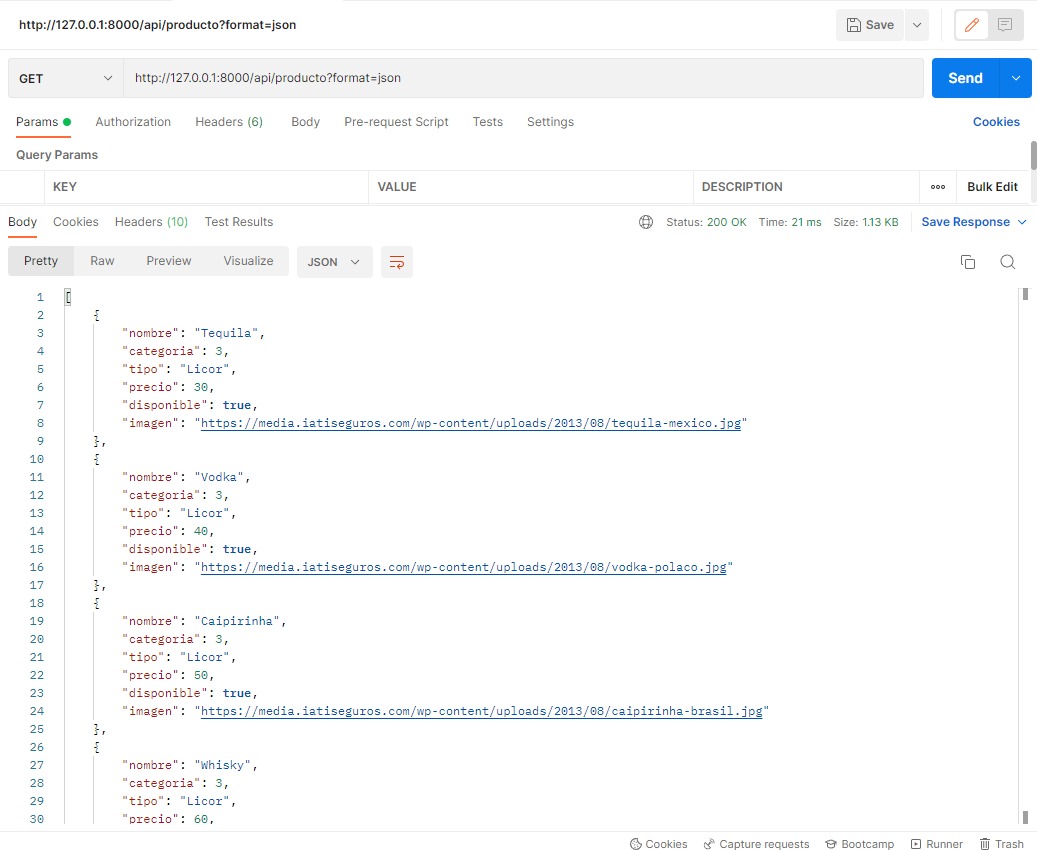 http://127.0.0.1:8000/api/producto?format=json
Save
GET
http://127.0.0.1:8000/api/producto?format=json
Send
Params
Authorization
Headers (6)
Body
Pre-request Script
Tests
Settings
Cookies
Query Params
KEY
VALUE
DESCRIPTION
Bulk Edit
Body
Cookies
Headers (10)
Test Results
Status: 200 OK
Time: 21 ms
Size: 1.13 KB
Save Response
Pretty
Raw
Preview
Visualize
JSON
1 [
2 {
3 "nombre": "Tequila",
4 "categoria": 3,
5 "tipo": "Licor",
6 "precio": 30,
7 "disponible": true,
8 "imagen": "https://media.iatiseguros.com/wp-content/uploads/2013/08/tequila-mexico.jpg"
9 },
10 {
11 "nombre": "Vodka",
12 "categoria": 3,
13 "tipo": "Licor",
14 "precio": 40,
15 "disponible": true,
16 "imagen": "https://media.iatiseguros.com/wp-content/uploads/2013/08/vodka-polaco.jpg"
17 },
18 {
19 "nombre": "Caipirinha",
20 "categoria": 3,
21 "tipo": "Licor",
22 "precio": 50,
23 "disponible": true,
24 "imagen": "https://media.iatiseguros.com/wp-content/uploads/2013/08/caipirinha-brasil.jpg"
25 },
26 {
27 "nombre": "Whisky",
28 "categoria": 3,
29 "tipo": "Licor",
30 "precio": 60,
Cookies
Capture requests
Bootcamp
Runner
Trash